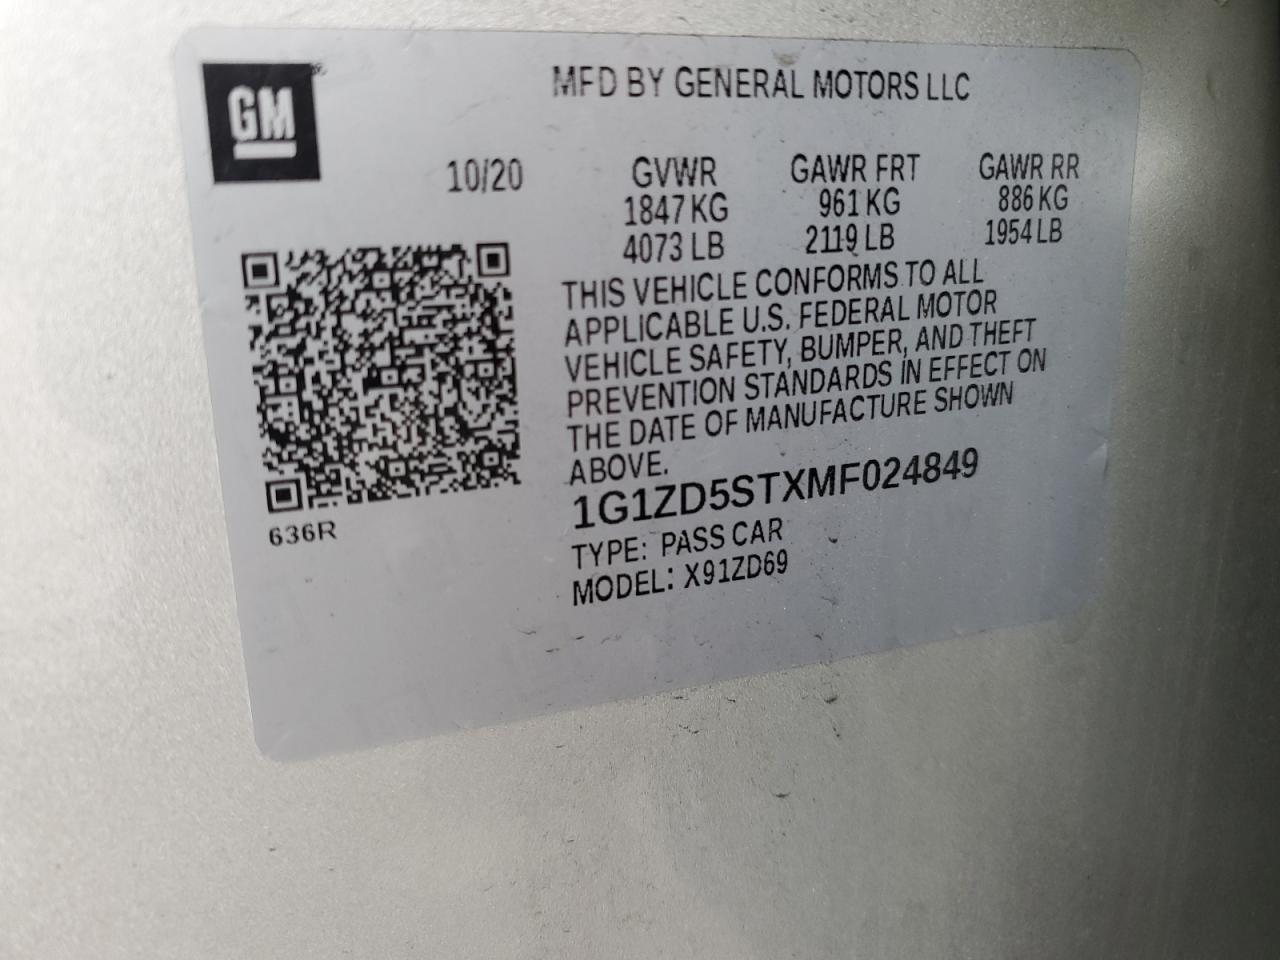 GM
MFD BY GENERAL MOTORS LLC
10/20
GVWR GAWR FRT GAWR RR
1847 KG 961 KG 886 KG
4073 LB 2119 LB 1954 LB
THIS VEHICLE CONFORMS TO ALL
APPLICABLE U.S. FEDERAL MOTOR
VEHICLE SAFETY, BUMPER, AND THEFT
PREVENTION STANDARDS IN EFFECT ON
THE DATE OF MANUFACTURE SHOWN
ABOVE.
1G1ZD5STXMF024849
TYPE: PASS CAR
MODEL: X91ZD69
636R